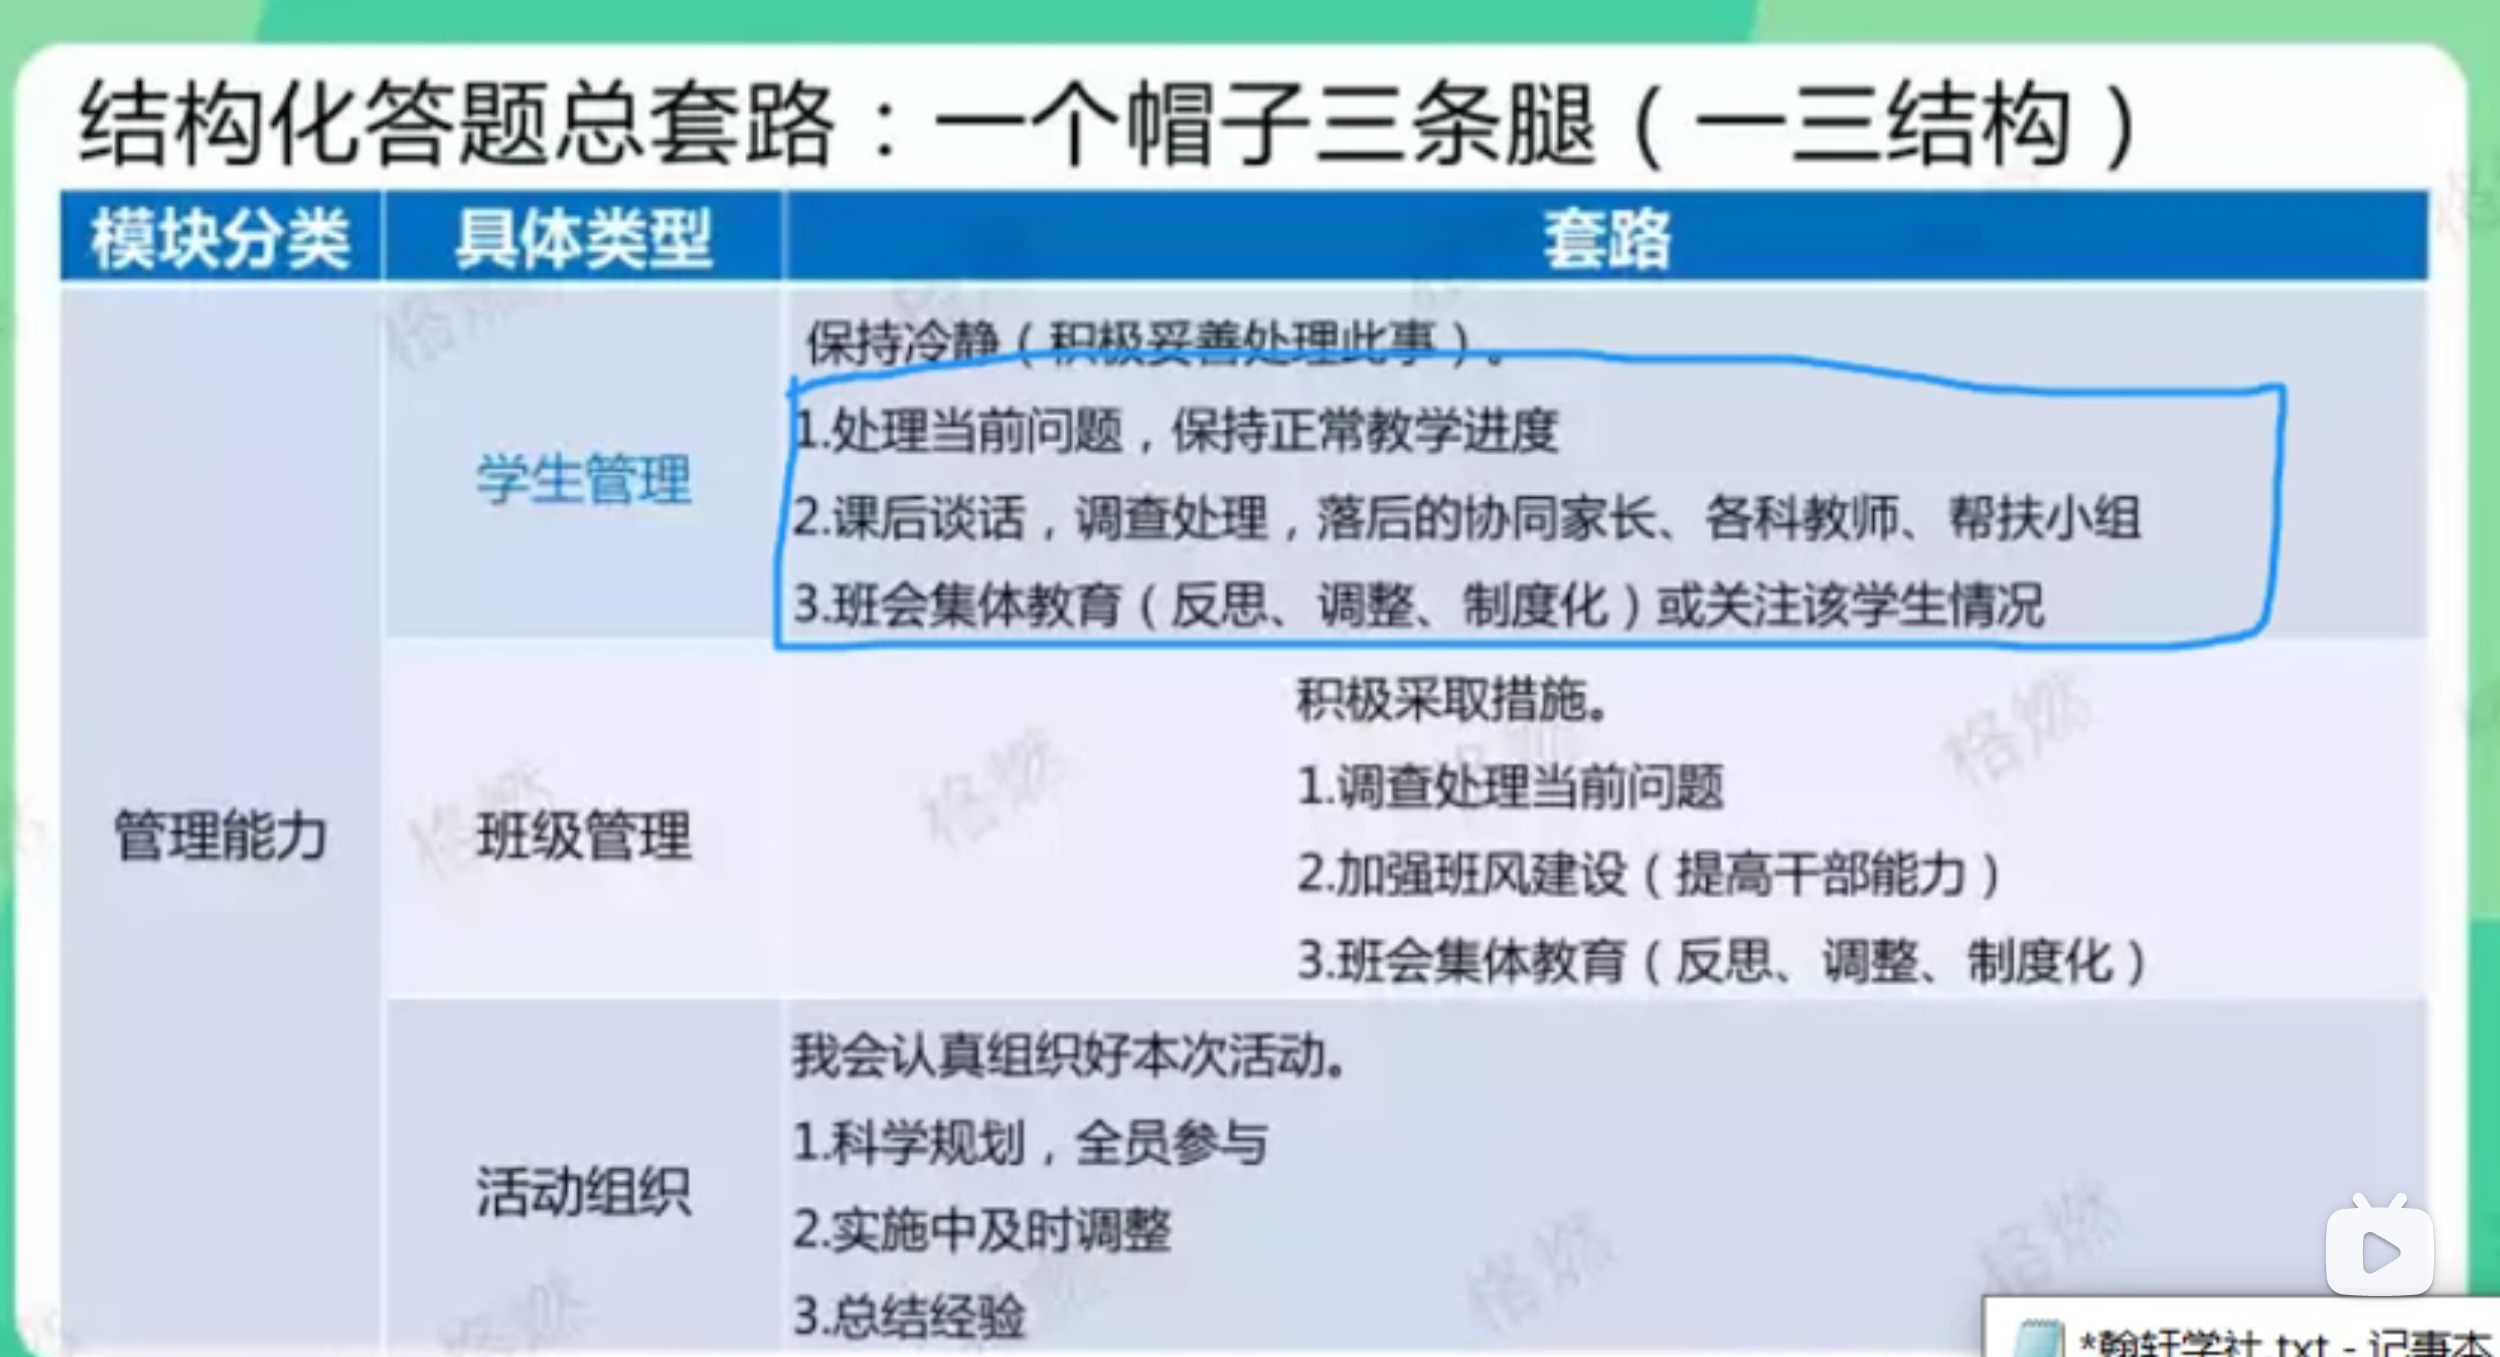 结构化答题总套路：一个帽子三条腿（一三结构）
模块分类 具体类型 套路
保持冷静（积极妥善处理此事）。
1.处理当前问题，保持正常教学进度
学生管理
2.课后谈话，调查处理，落后的协同家长、各科教师、帮扶小组
3.班会集体教育（反思、调整、制度化）或关注该学生情况
积极采取措施。
1.调查处理当前问题
管理能力 班级管理
2.加强班风建设（提高干部能力）
3.班会集体教育（反思、调整、制度化）
我会认真组织好本次活动。
1.科学规划，全员参与
活动组织
2.实施中及时调整
3.总结经验
格燃
*翰轩学社.txt - 记事本